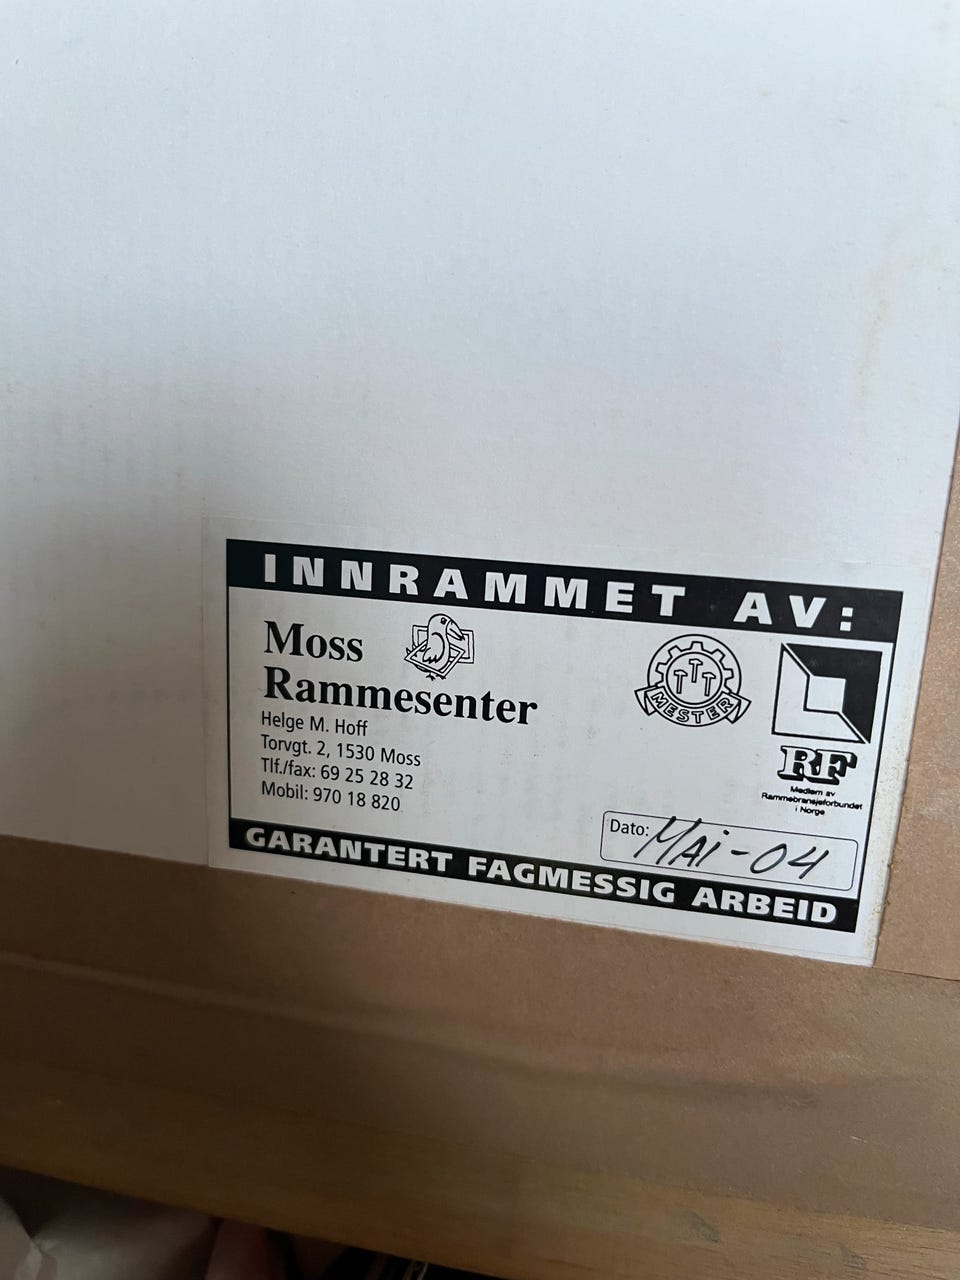 INNRAMMET AV:
Moss
Rammesenter
Helge M. Hoff
Torvgt. 2, 1530 Moss
Tlf./fax: 69 25 28 32
Mobil: 970 18 820
TTT
MESTER
RF
Medlem av
Rammebransjeforbundet
i Norge
Dato: MAi-04
GARANTERT FAGMESSIG ARBEID